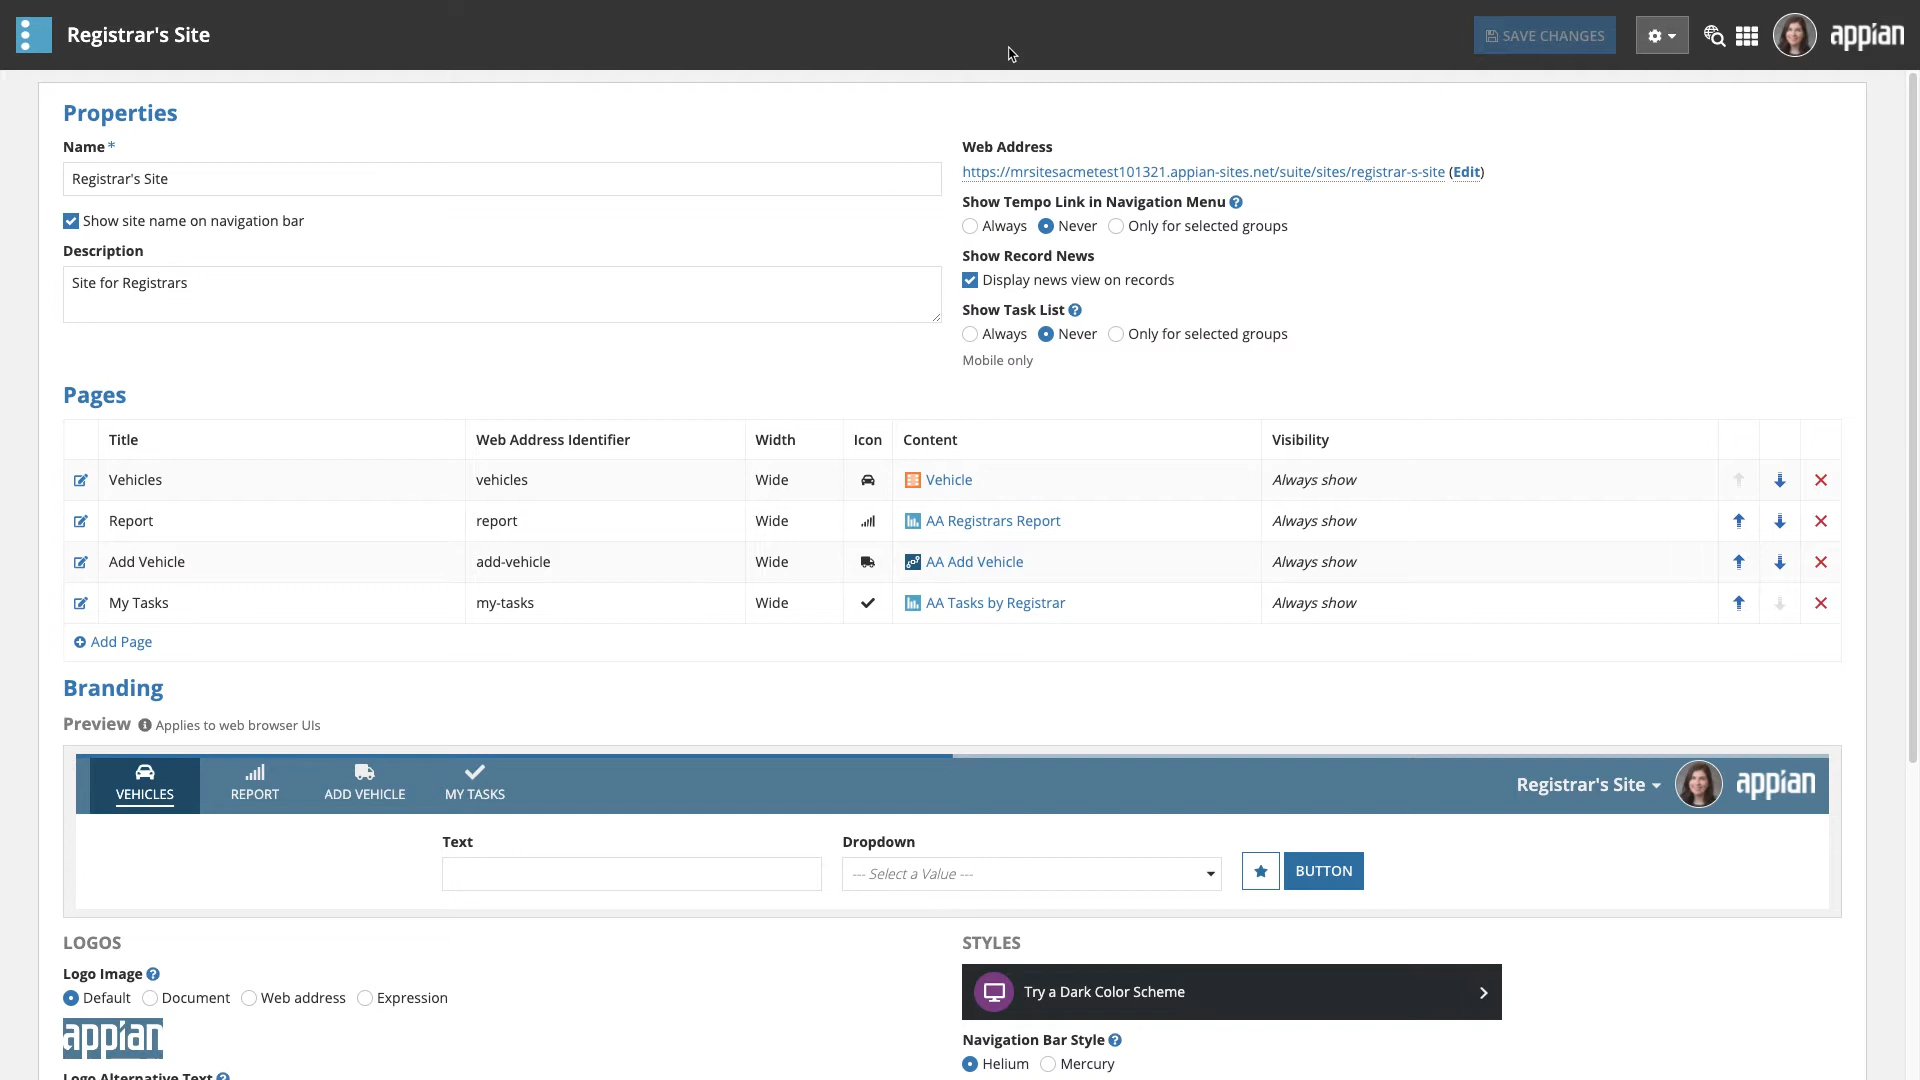 Registrar's Site
SAVE CHANGES
appian
Properties
Name *
Registrar's Site
Show site name on navigation bar
Description
Site for Registrars
Web Address
https://mrsitesacmetest101321.appian-sites.net/suite/sites/registrar-s-site (Edit)
Show Tempo Link in Navigation Menu
Always Never Only for selected groups
Show Record News
Display news view on records
Show Task List
Always Never Only for selected groups
Mobile only
Pages
Title Web Address Identifier Width Icon Content Visibility
Vehicles vehicles Wide Vehicle Always show
Report report Wide AA Registrars Report Always show
Add Vehicle add-vehicle Wide AA Add Vehicle Always show
My Tasks my-tasks Wide AA Tasks by Registrar Always show
Add Page
Branding
Preview Applies to web browser UIs
VEHICLES REPORT ADD VEHICLE MY TASKS Registrar's Site appian
Text
Dropdown
--- Select a Value ---
BUTTON
LOGOS
Logo Image
Default Document Web address Expression
appian
Logo Alternative Text
STYLES
Try a Dark Color Scheme
Navigation Bar Style
Helium Mercury